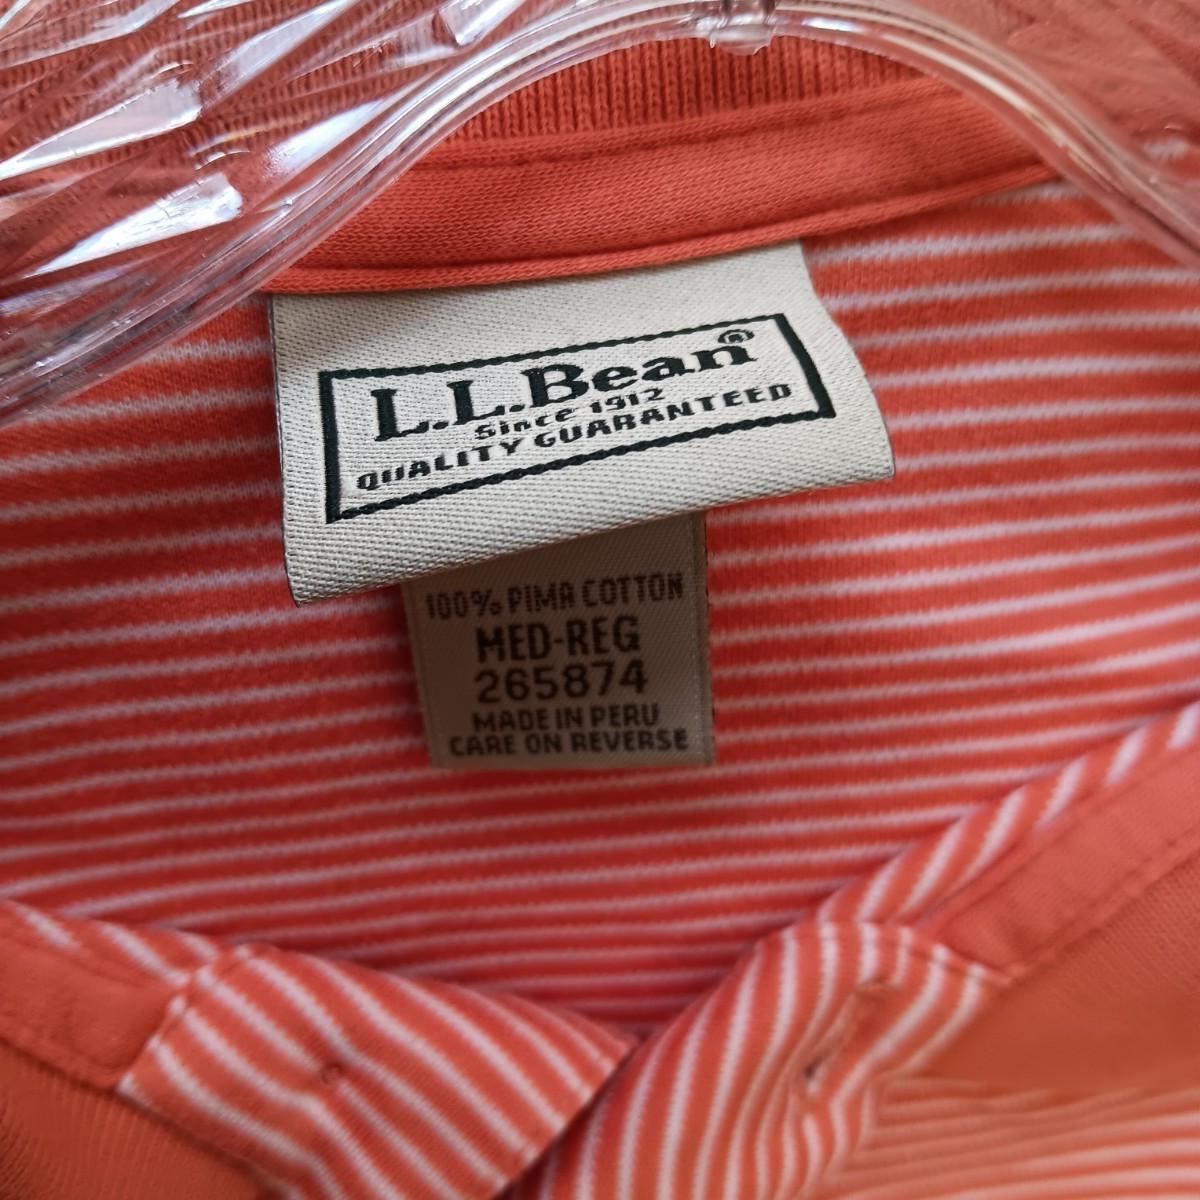 L.L.Bean®
Since 1912
QUALITY GUARANTEED
100% PIMA COTTON
MED-REG
265874
MADE IN PERU
CARE ON REVERSE